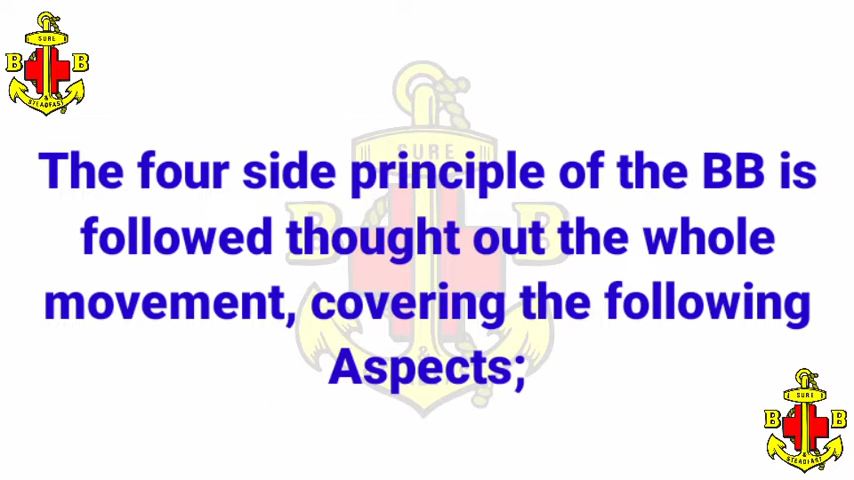 SURE
B B
& STEADFAST
The four side principle of the BB is
followed thought out the whole
movement, covering the following
Aspects;
SURE
B B
&
SURE
B B
& STEADFAST